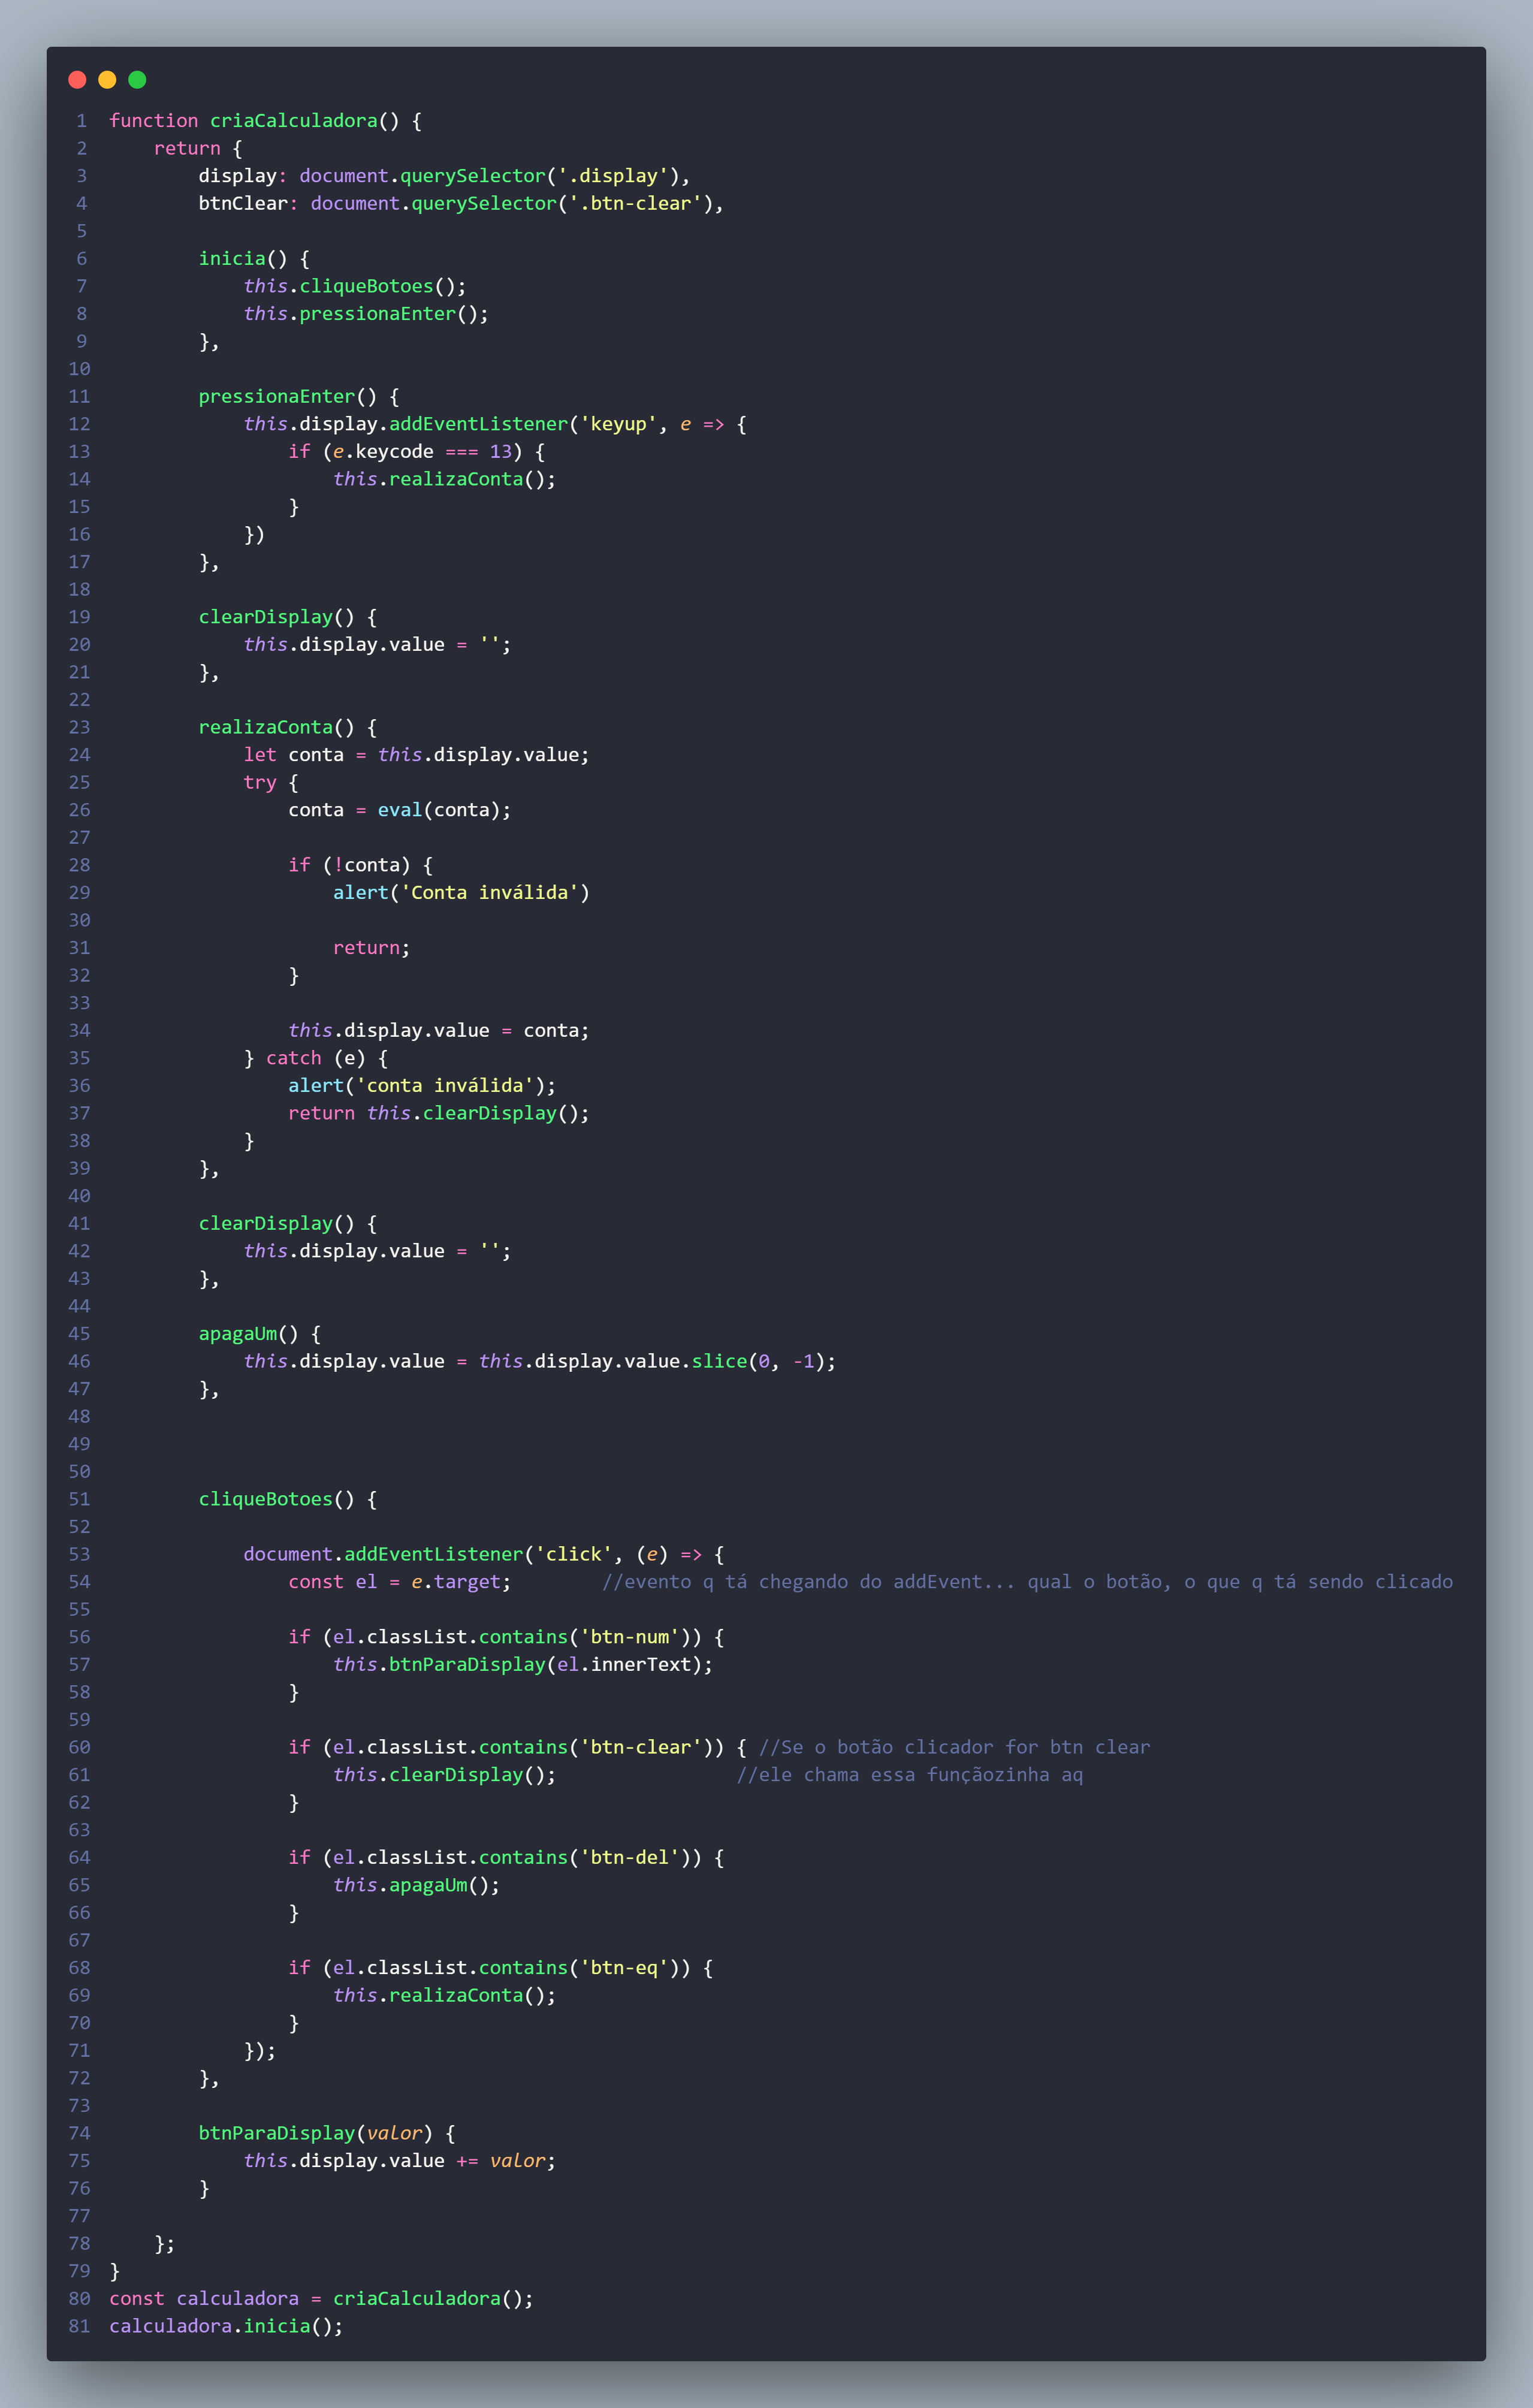 1 function criaCalculadora() {
2     return {
3         display: document.querySelector('.display'),
4         btnClear: document.querySelector('.btn-clear'),
5
6         inicia() {
7             this.cliqueBotoes();
8             this.pressionaEnter();
9         },
10
11         pressionaEnter() {
12             this.display.addEventListener('keyup', e => {
13                 if (e.keycode === 13) {
14                     this.realizaConta();
15                 }
16             })
17         },
18
19         clearDisplay() {
20             this.display.value = '';
21         },
22
23         realizaConta() {
24             let conta = this.display.value;
25             try {
26                 conta = eval(conta);
27
28                 if (!conta) {
29                     alert('Conta inválida')
30
31                     return;
32                 }
33
34                 this.display.value = conta;
35             } catch (e) {
36                 alert('conta inválida');
37                 return this.clearDisplay();
38             }
39         },
40
41         clearDisplay() {
42             this.display.value = '';
43         },
44
45         apagaUm() {
46             this.display.value = this.display.value.slice(0, -1);
47         },
48
49
50
51         cliqueBotoes() {
52
53             document.addEventListener('click', (e) => {
54                 const el = e.target;        //evento q tá chegando do addEvent... qual o botão, o que q tá sendo clicado
55
56                 if (el.classList.contains('btn-num')) {
57                     this.btnParaDisplay(el.innerText);
58                 }
59
60                 if (el.classList.contains('btn-clear')) { //Se o botão clicador for btn clear
61                     this.clearDisplay();                //ele chama essa funçãozinha aq
62                 }
63
64                 if (el.classList.contains('btn-del')) {
65                     this.apagaUm();
66                 }
67
68                 if (el.classList.contains('btn-eq')) {
69                     this.realizaConta();
70                 }
71             });
72         },
73
74         btnParaDisplay(valor) {
75             this.display.value += valor;
76         }
77
78     };
79 }
80 const calculadora = criaCalculadora();
81 calculadora.inicia();